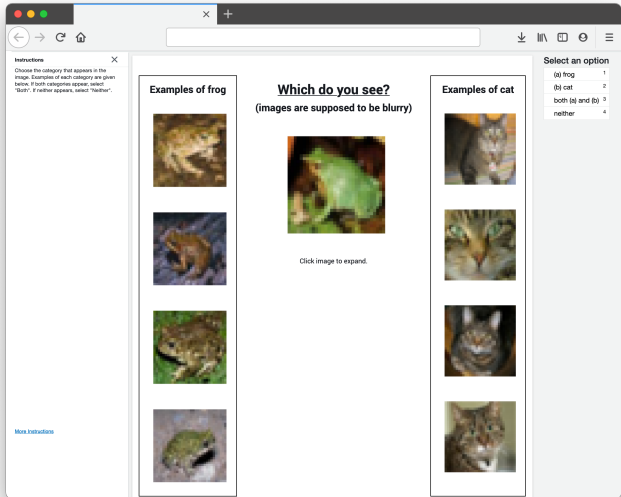 Instructions
Choose the category that appears in the
image. Examples of each category are given
below. If both categories appear, select
"Both". If neither appears, select "Neither".
More Instructions
Examples of frog
Which do you see?
(images are supposed to be blurry)
Click image to expand.
Examples of cat
Select an option
(a) frog 1
(b) cat 2
both (a) and (b) 3
neither 4